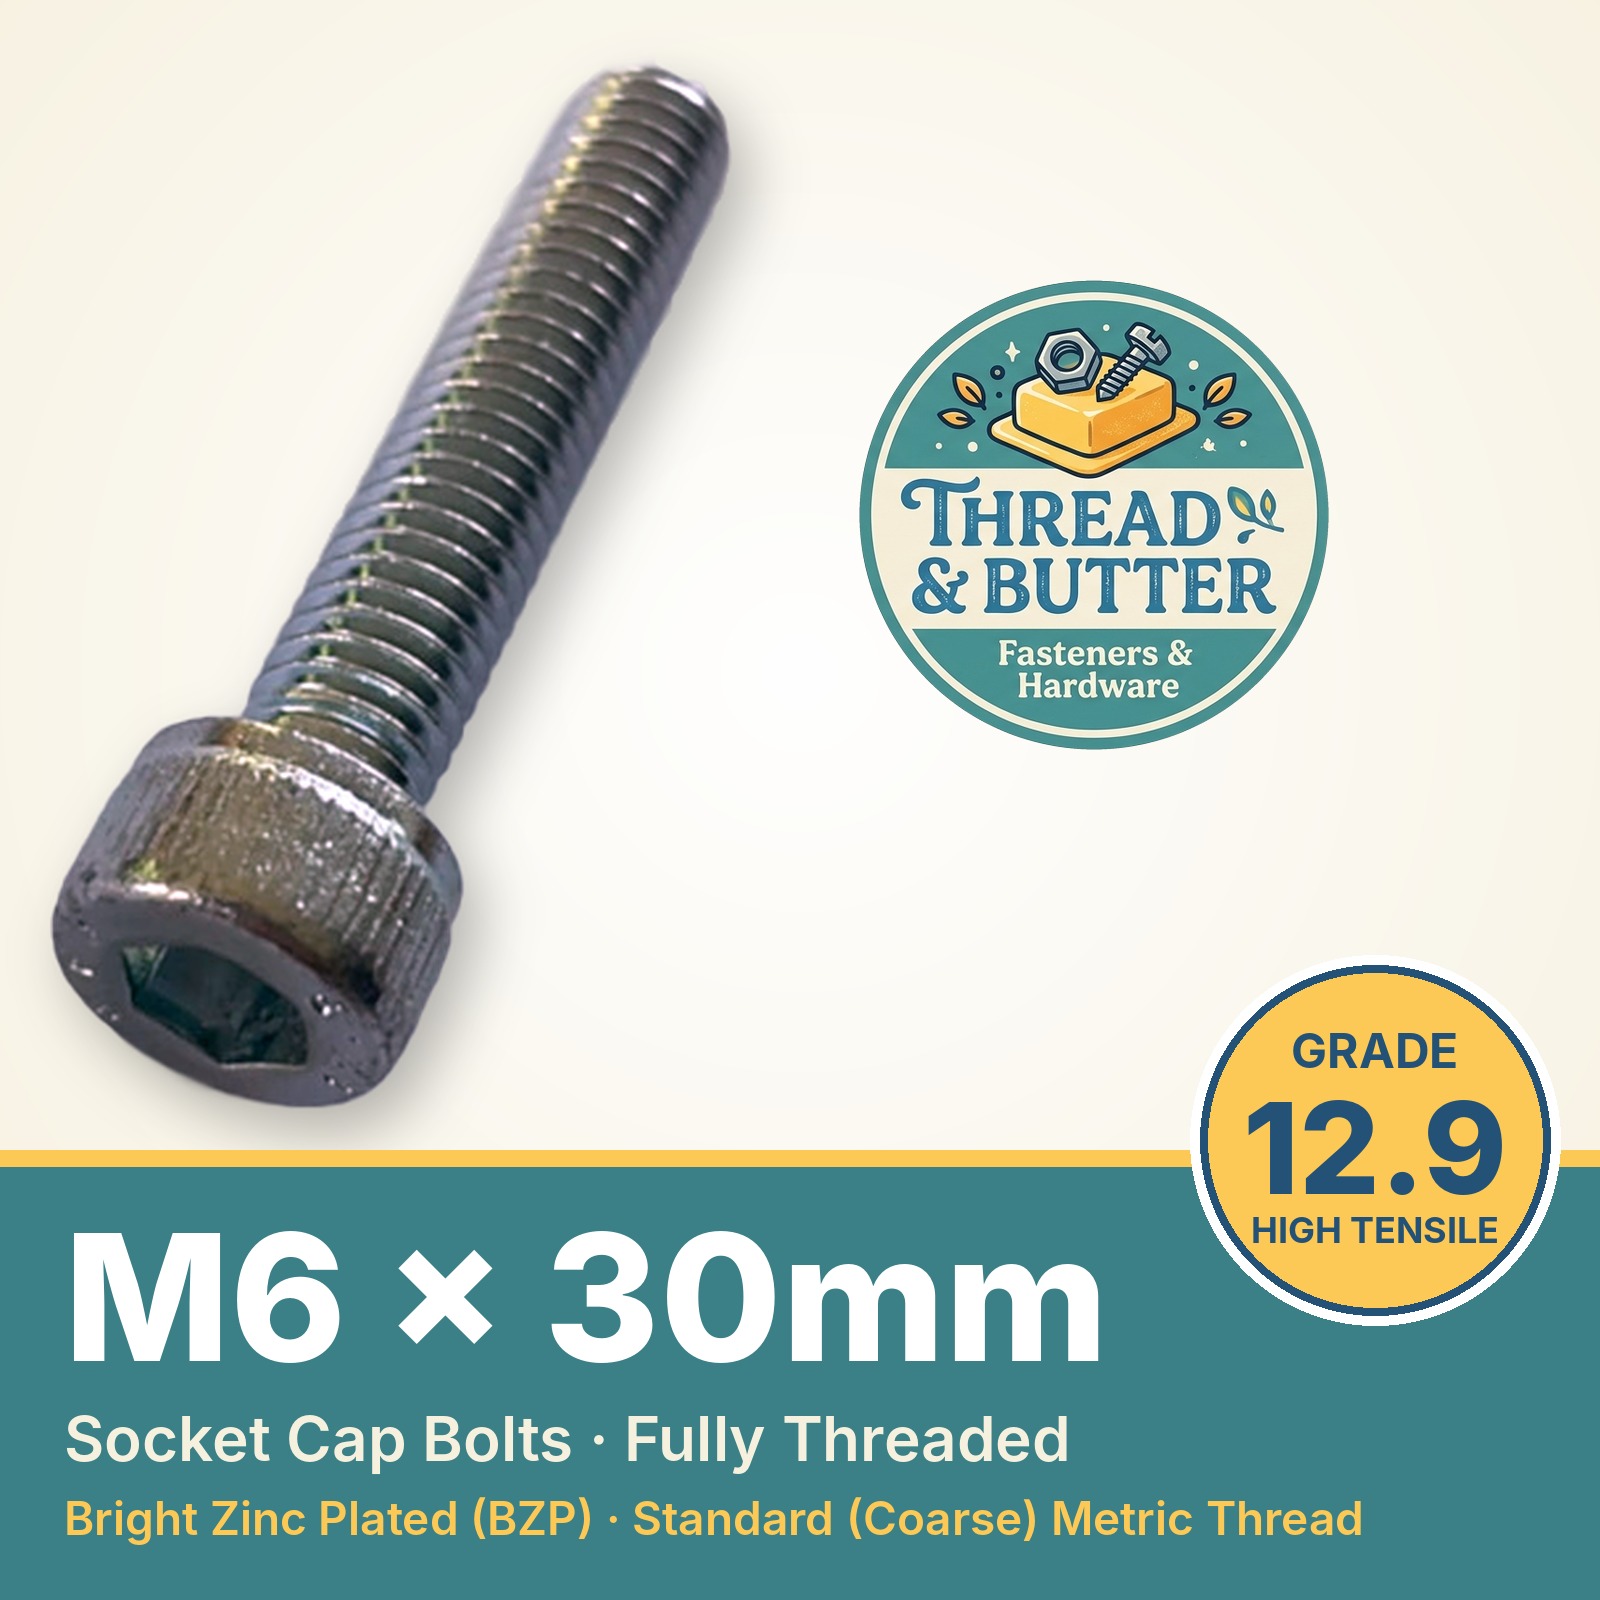 THREAD
& BUTTER
Fasteners &
Hardware
GRADE
12.9
HIGH TENSILE
M6 × 30mm
Socket Cap Bolts · Fully Threaded
Bright Zinc Plated (BZP) · Standard (Coarse) Metric Thread